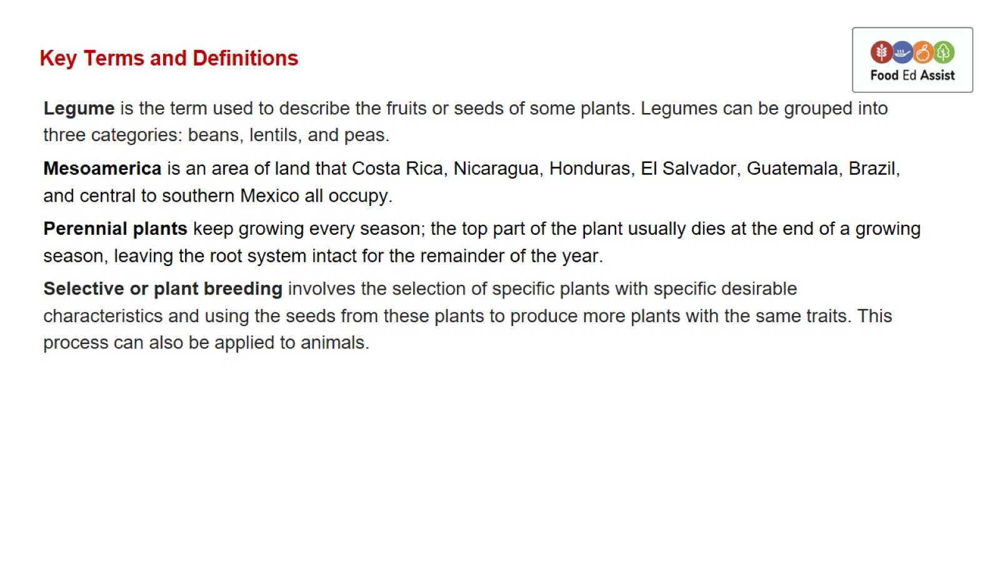 Key Terms and Definitions
Food Ed Assist
Legume is the term used to describe the fruits or seeds of some plants. Legumes can be grouped into
three categories: beans, lentils, and peas.
Mesoamerica is an area of land that Costa Rica, Nicaragua, Honduras, El Salvador, Guatemala, Brazil,
and central to southern Mexico all occupy.
Perennial plants keep growing every season; the top part of the plant usually dies at the end of a growing
season, leaving the root system intact for the remainder of the year.
Selective or plant breeding involves the selection of specific plants with specific desirable
characteristics and using the seeds from these plants to produce more plants with the same traits. This
process can also be applied to animals.